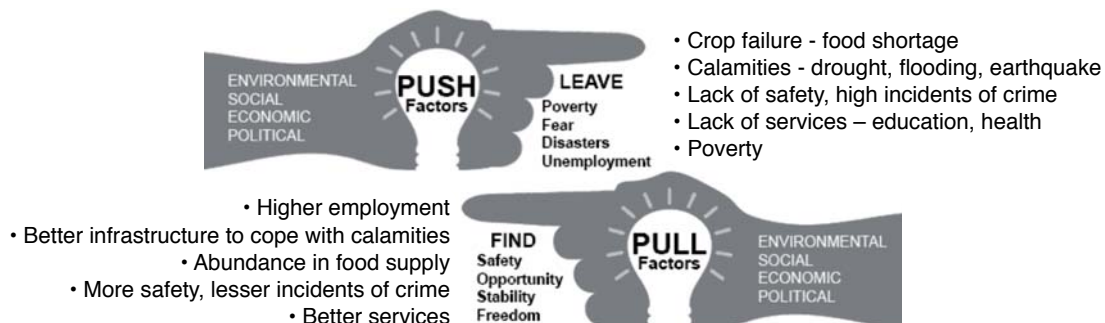 ENVIRONMENTAL
SOCIAL
ECONOMIC
POLITICAL
PUSH
Factors
LEAVE
Poverty
Fear
Disasters
Unemployment
• Crop failure - food shortage
• Calamities - drought, flooding, earthquake
• Lack of safety, high incidents of crime
• Lack of services – education, health
• Poverty
• Higher employment
• Better infrastructure to cope with calamities
• Abundance in food supply
• More safety, lesser incidents of crime
• Better services
FIND
Safety
Opportunity
Stability
Freedom
PULL
Factors
ENVIRONMENTAL
SOCIAL
ECONOMIC
POLITICAL